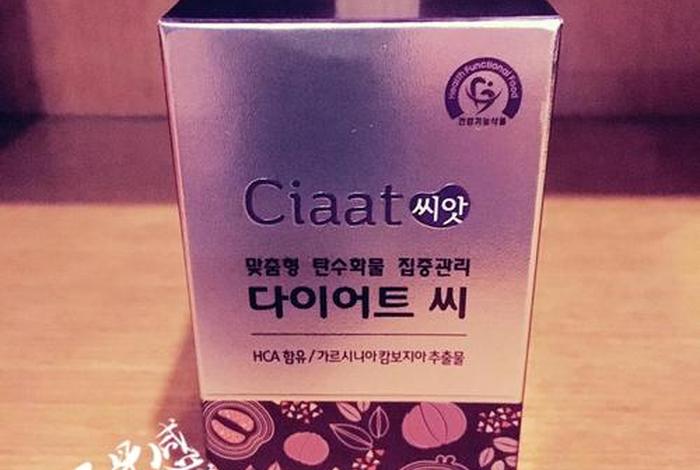 Health Functional Food
건강기능식품
Ciaat 씨앗
맞춤형 탄수화물 집중관리
다이어트 씨
HCA 함유 / 가르시니아캄보지아 추출물